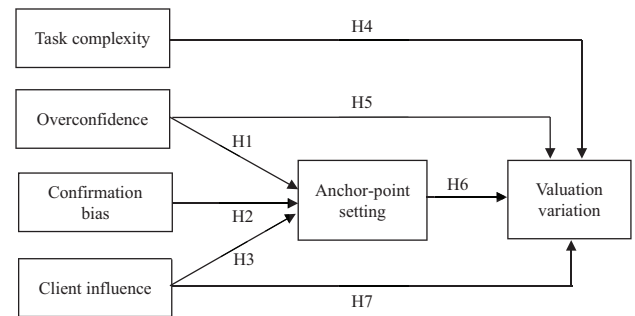 Task complexity
H4
Overconfidence
H5
H1
Confirmation
bias
H2
Anchor-point
setting
H6
Valuation
variation
H3
Client influence
H7